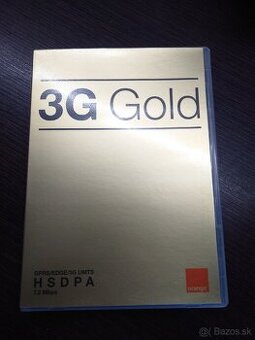 3G Gold
GPRS/EDGE/3G UMTS
HSDPA
7.2 Mbit/s
orange
Bazos.sk